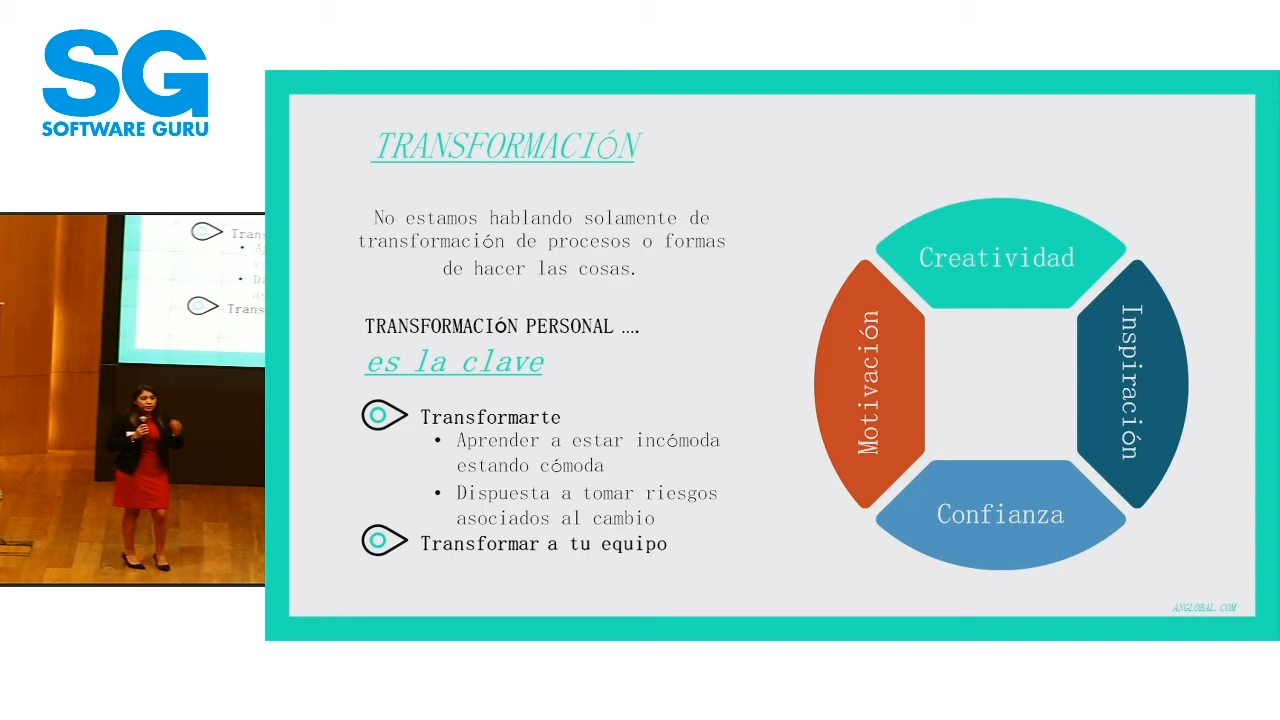 SG
SOFTWARE GURU
TRANSFORMACIÓN
No estamos hablando solamente de
transformación de procesos o formas
de hacer las cosas.
TRANSFORMACIÓN PERSONAL ....
es la clave
Transformarte
• Aprender a estar incómoda
estando cómoda
• Dispuesta a tomar riesgos
asociados al cambio
Transformar a tu equipo
Creatividad
Motivación
Inspiración
Confianza
ANGLOBAL.COM
Trans
Trans